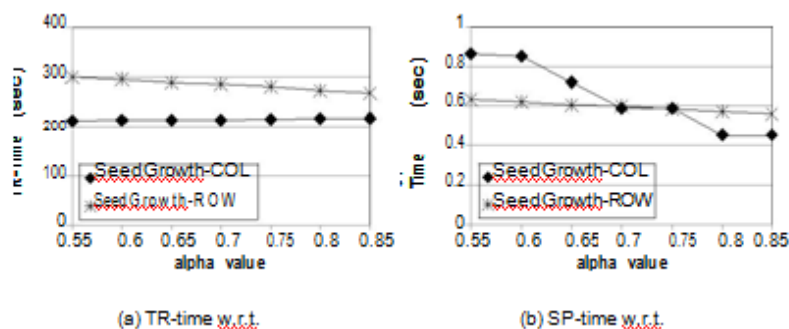 400
300
200
100
0
TR-Time (sec)
SeedGrowth-COL
SeedGrowth-ROW
0.55 0.6 0.65 0.7 0.75 0.8 0.85
alpha value
(a) TR-time w.r.t.
1
0.8
0.6
0.4
0.2
0
Time (sec)
SeedGrowth-COL
SeedGrowth-ROW
0.55 0.6 0.65 0.7 0.75 0.8 0.85
alpha value
(b) SP-time w.r.t.